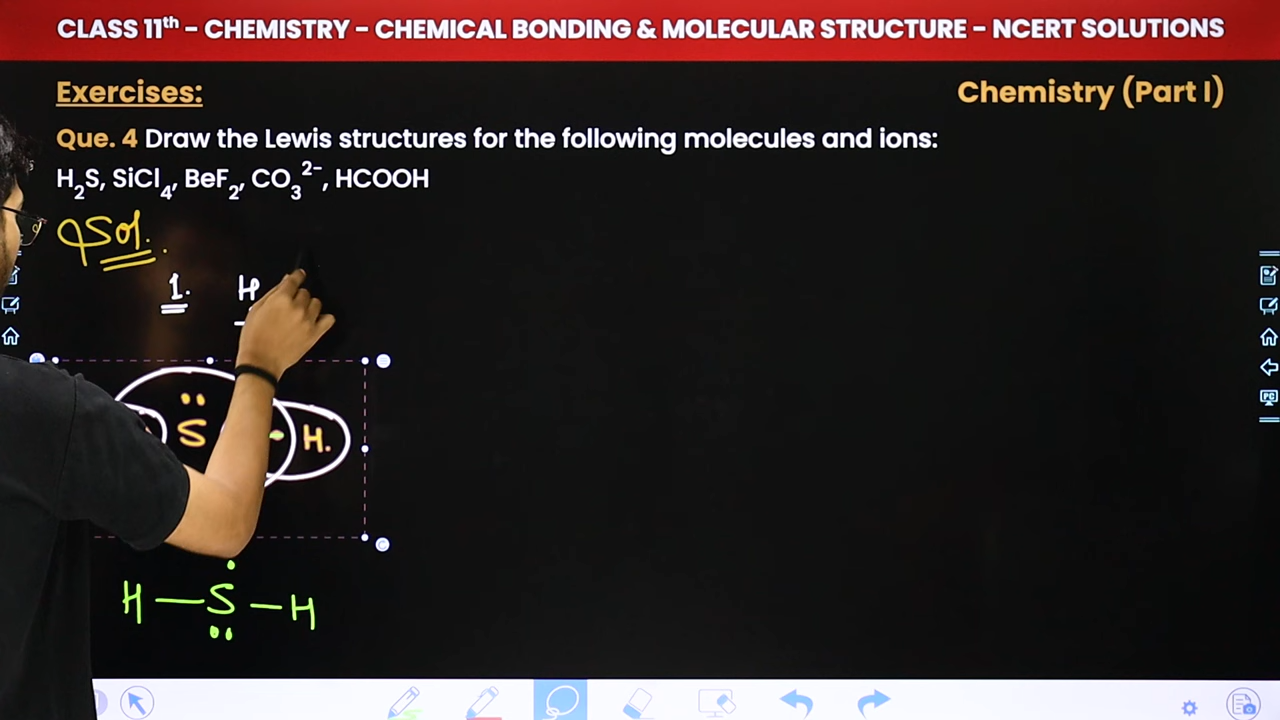 CLASS 11th - CHEMISTRY - CHEMICAL BONDING & MOLECULAR STRUCTURE - NCERT SOLUTIONS
Exercises:
Chemistry (Part I)
Que. 4 Draw the Lewis structures for the following molecules and ions:
H2S, SiCl4, BeF2, CO3^2-, HCOOH
Sol.
1. H
S H.
H — S — H
PC